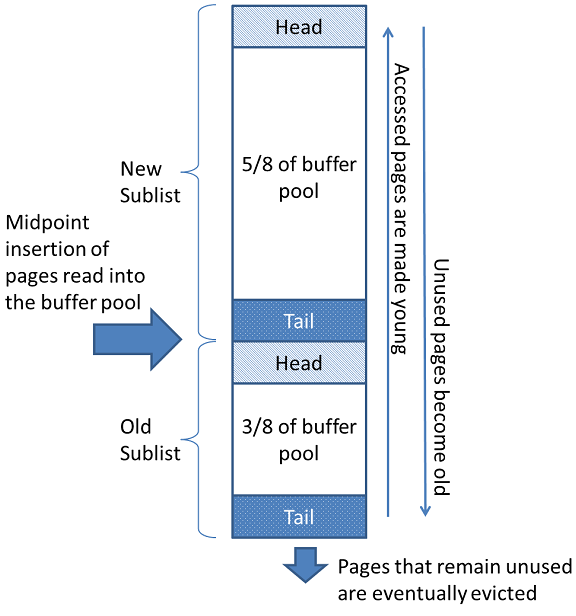 Head
5/8 of buffer
pool
New
Sublist
Midpoint
insertion of
pages read into
the buffer pool
Tail
Head
Old
Sublist
3/8 of buffer
pool
Tail
Accessed pages are made young
Unused pages become old
Pages that remain unused
are eventually evicted